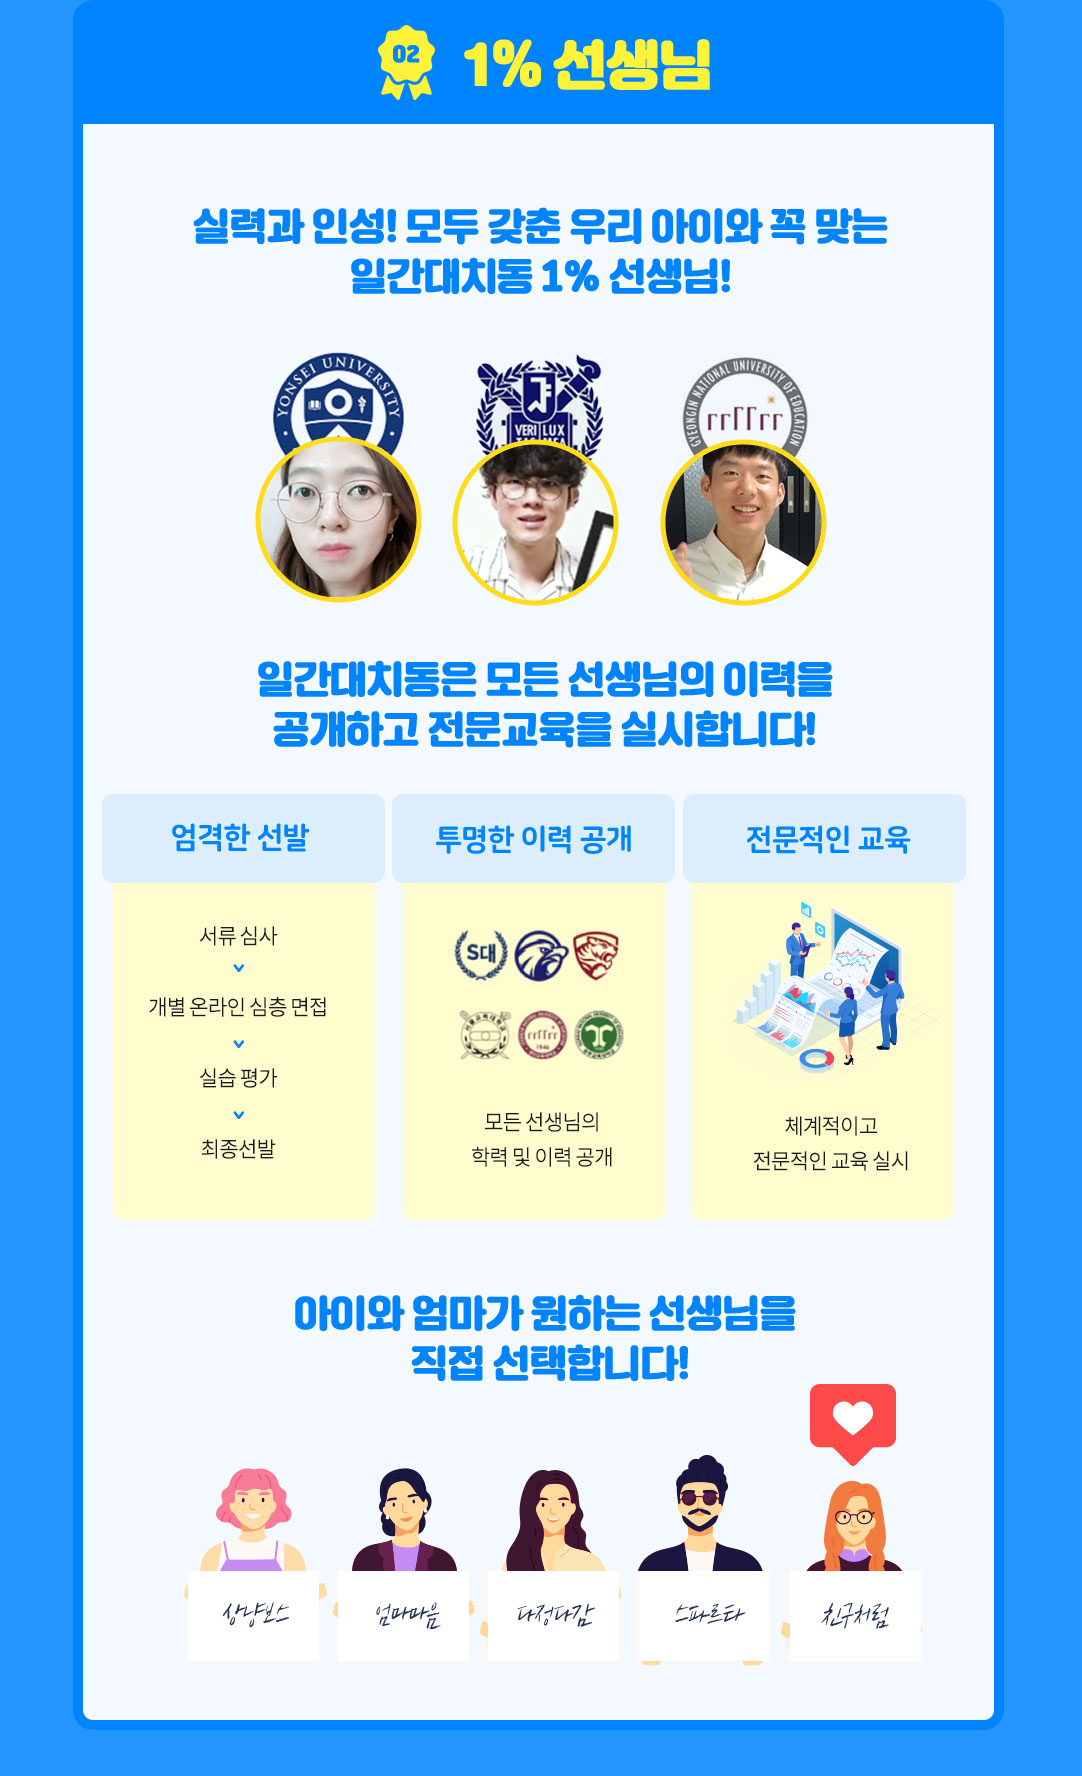 02
1% 선생님
실력과 인성! 모두 갖춘 우리 아이와 꼭 맞는
일간대치동 1% 선생님!
YONSEI UNIVERSITY
VERI LUX
GYEONGIN NATIONAL UNIVERSITY OF EDUCATION
일간대치동은 모든 선생님의 이력을
공개하고 전문교육을 실시합니다!
엄격한 선발
투명한 이력 공개
전문적인 교육
서류 심사
개별 온라인 심층 면접
실습 평가
최종선발
S대
1946
모든 선생님의
학력 및 이력 공개
체계적이고
전문적인 교육 실시
아이와 엄마가 원하는 선생님을
직접 선택합니다!
상냥보스
엄마마음
다정다감
스파르타
친구처럼